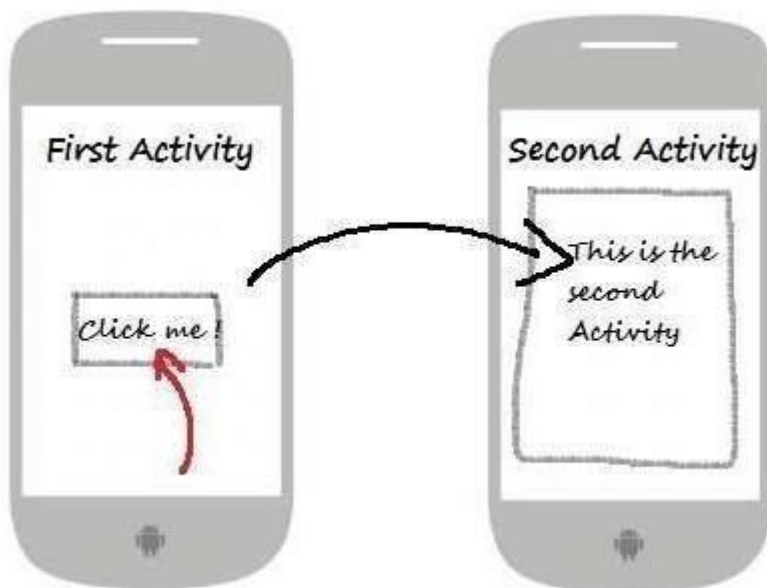 First Activity
Click me !
Second Activity
This is the
second
Activity